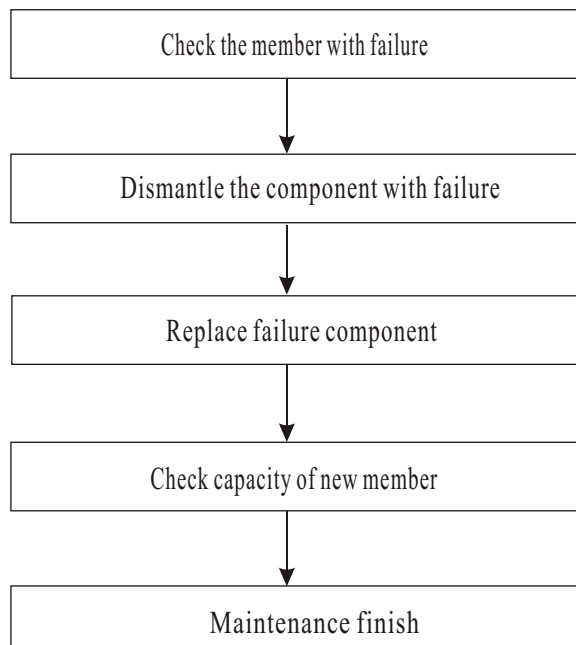 Check the member with failure
Dismantle the component with failure
Replace failure component
Check capacity of new member
Maintenance finish